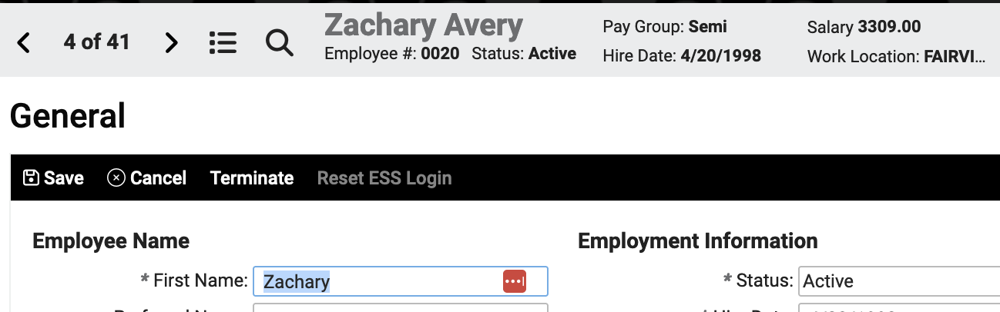 4 of 41
Zachary Avery
Employee #: 0020 Status: Active
Pay Group: Semi
Hire Date: 4/20/1998
Salary 3309.00
Work Location: FAIRVI...
General
Save Cancel Terminate Reset ESS Login
Employee Name
* First Name: Zachary
Employment Information
* Status: Active